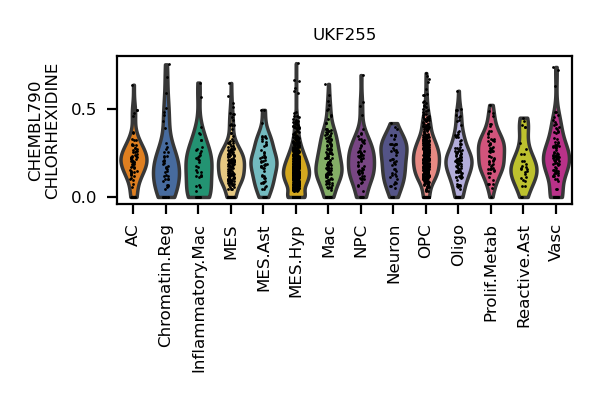 UKF255
CHEMBL790
CHLORHEXIDINE
0.5
0.0
AC
Chromatin.Reg
Inflammatory.Mac
MES
MES.Ast
MES.Hyp
Mac
NPC
Neuron
OPC
Oligo
Prolif.Metab
Reactive.Ast
Vasc